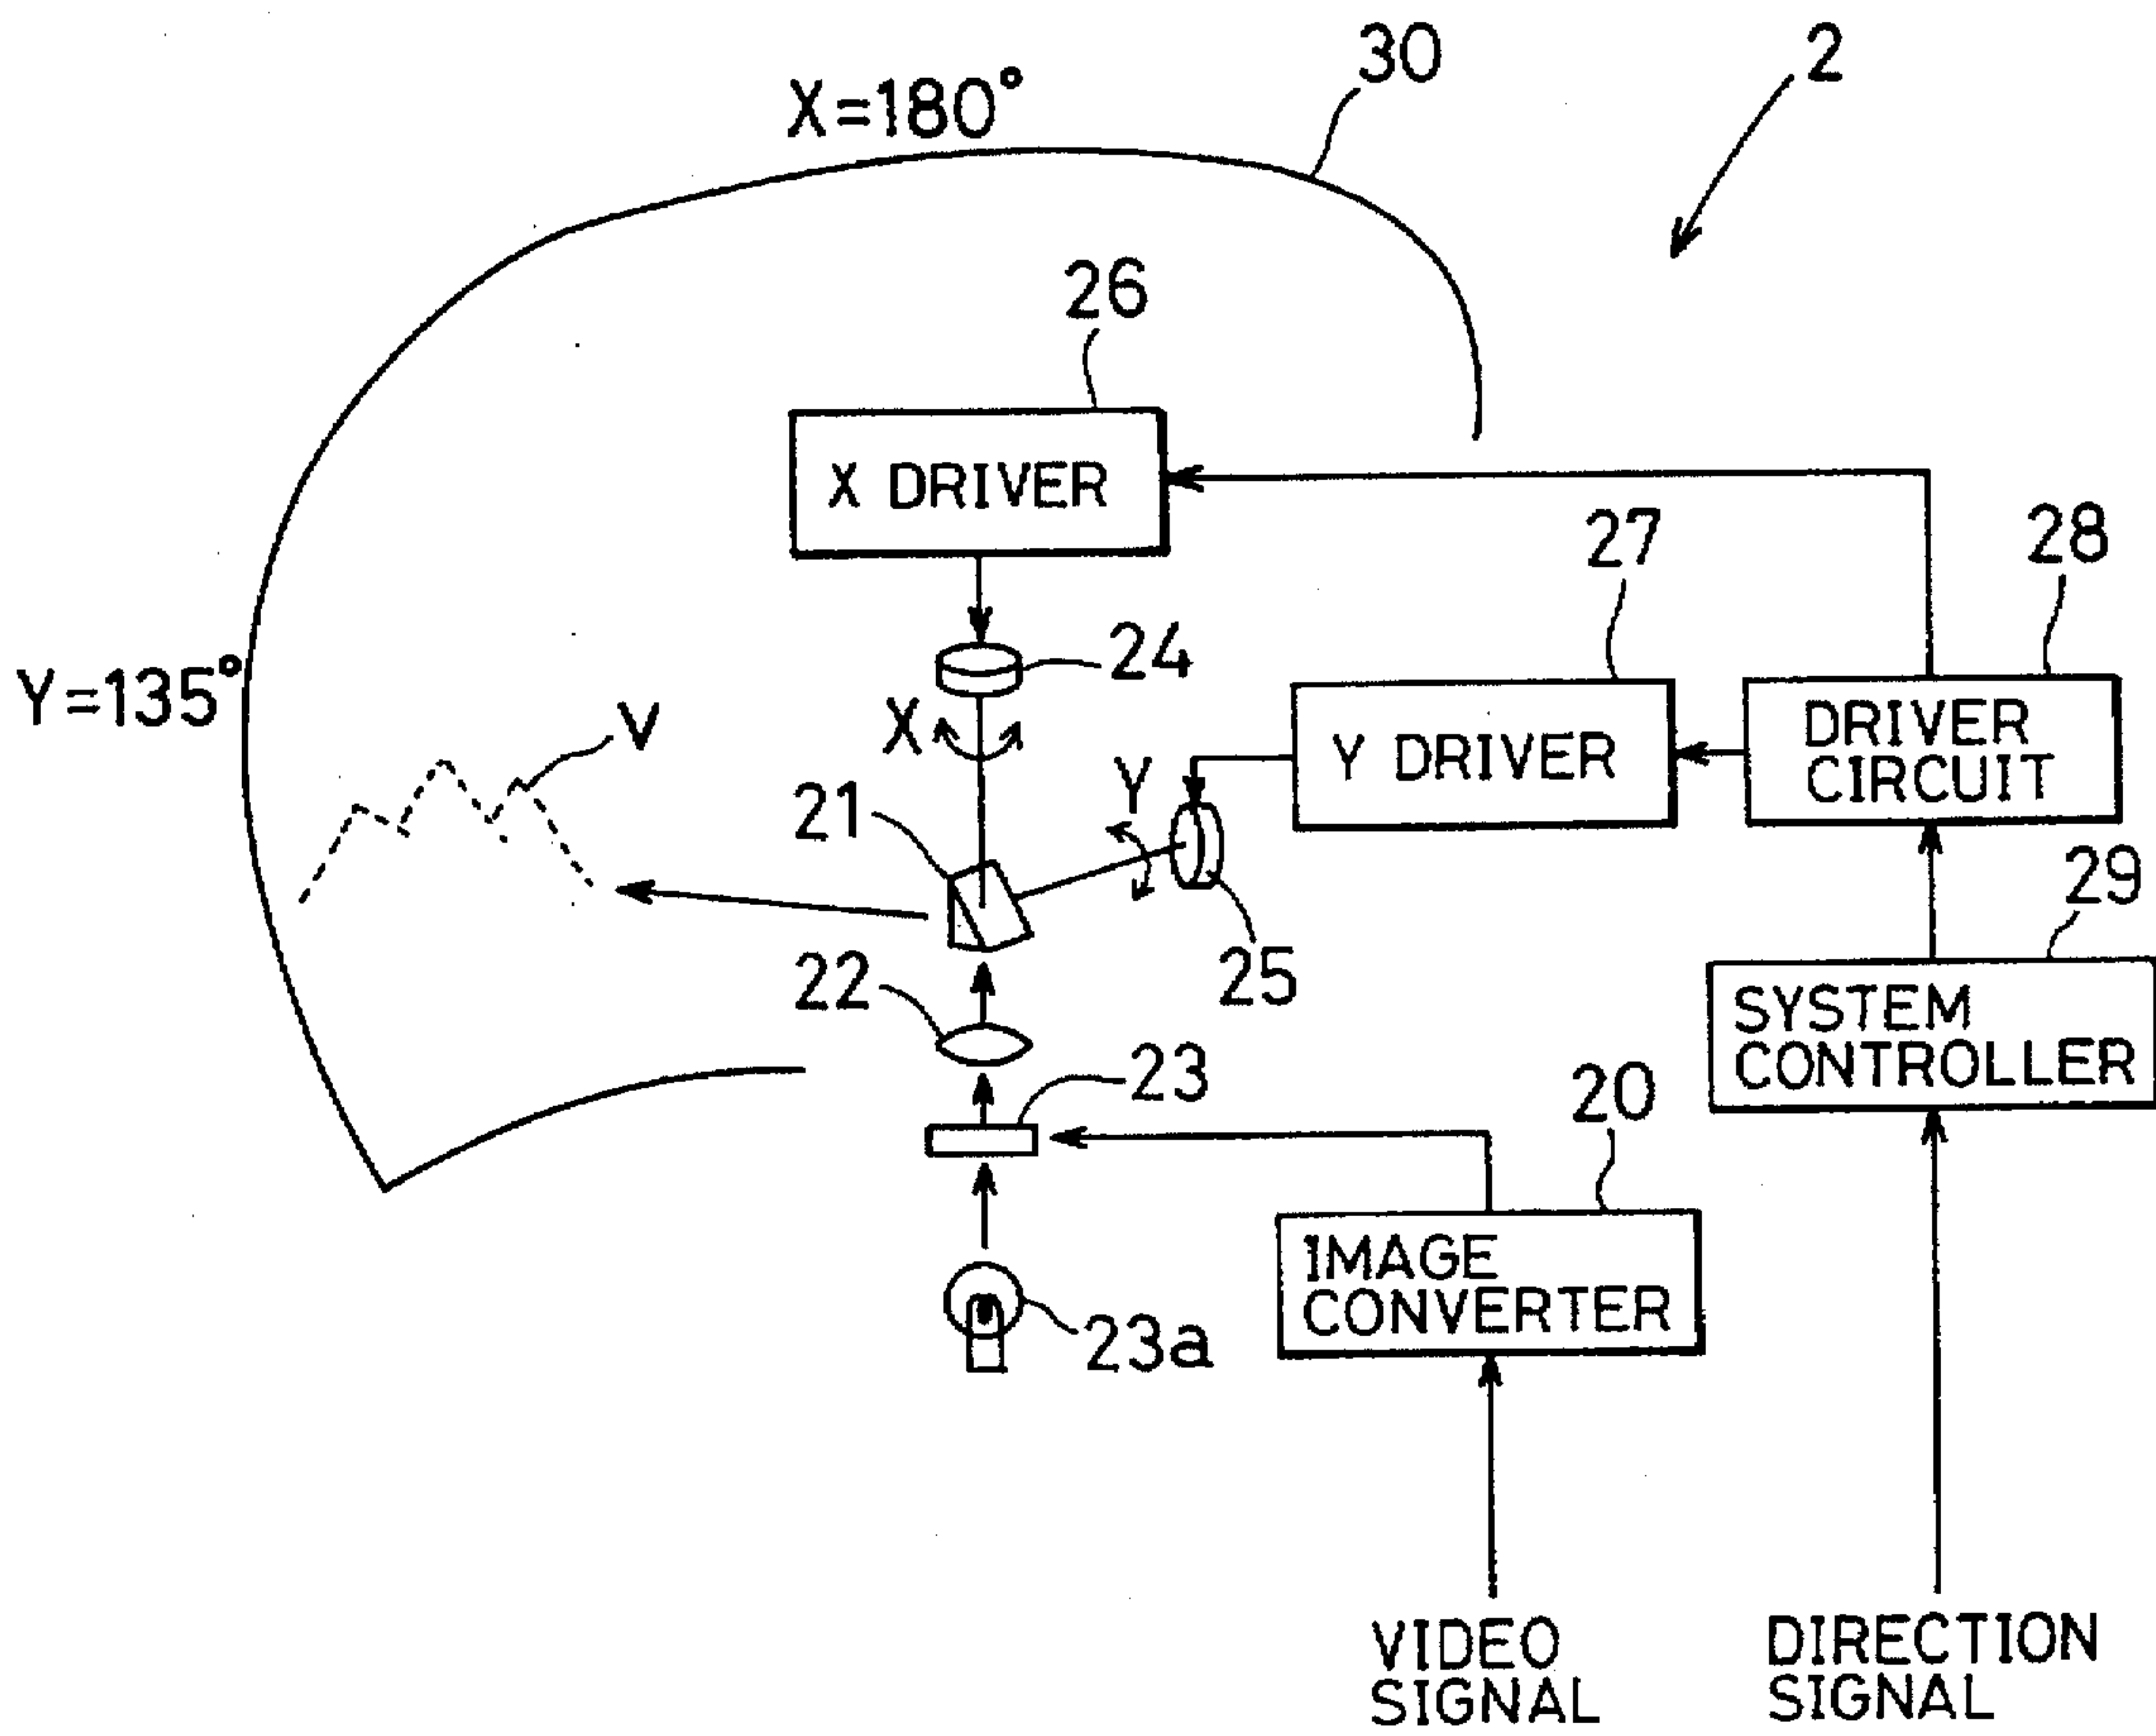 30
2
X=180°
26
X DRIVER
27
28
24
Y=135°
V
X
Y DRIVER
DRIVER
CIRCUIT
Y
21
29
22
25
SYSTEM
CONTROLLER
23
20
IMAGE
CONVERTER
23a
VIDEO
SIGNAL
DIRECTION
SIGNAL